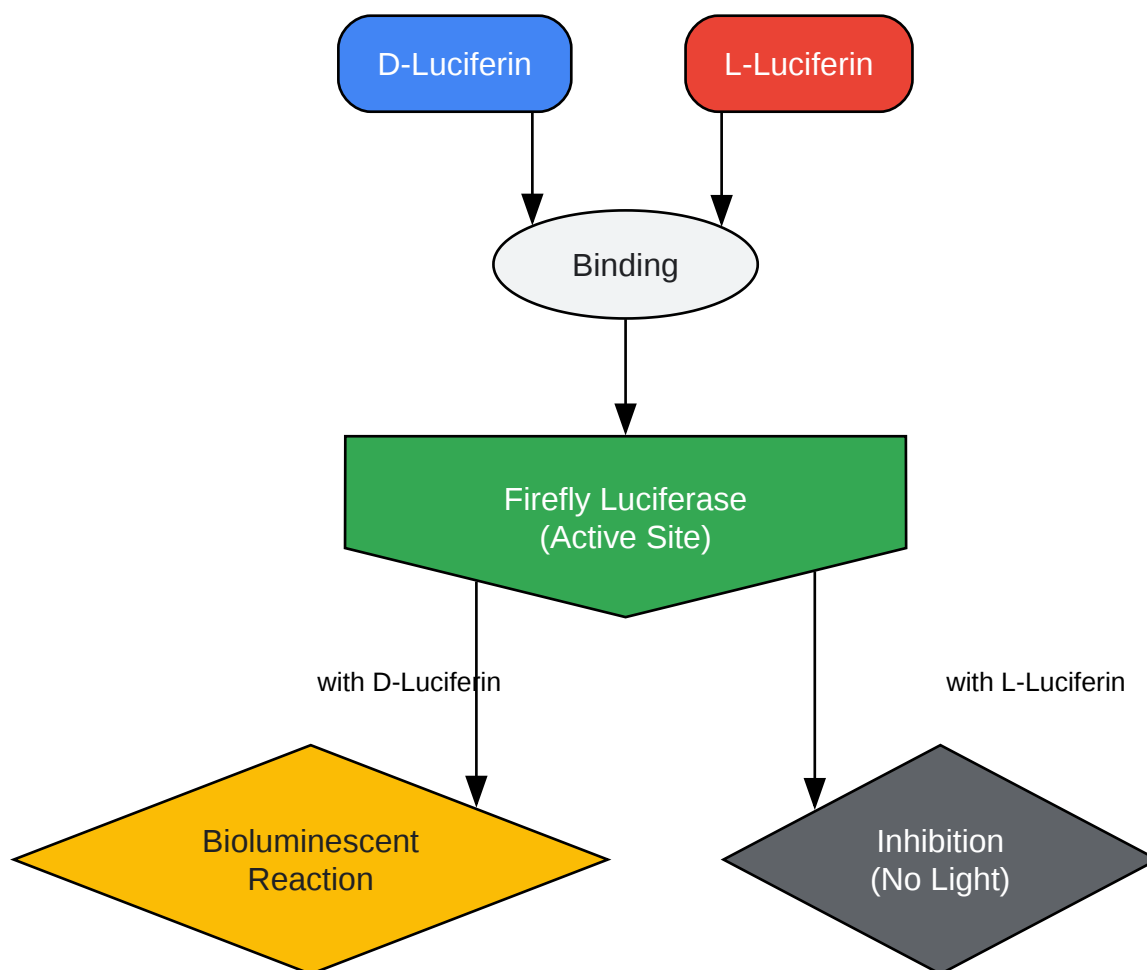 D-Luciferin
L-Luciferin
Binding
Firefly Luciferase
(Active Site)
with D-Luciferin
with L-Luciferin
Bioluminescent
Reaction
Inhibition
(No Light)